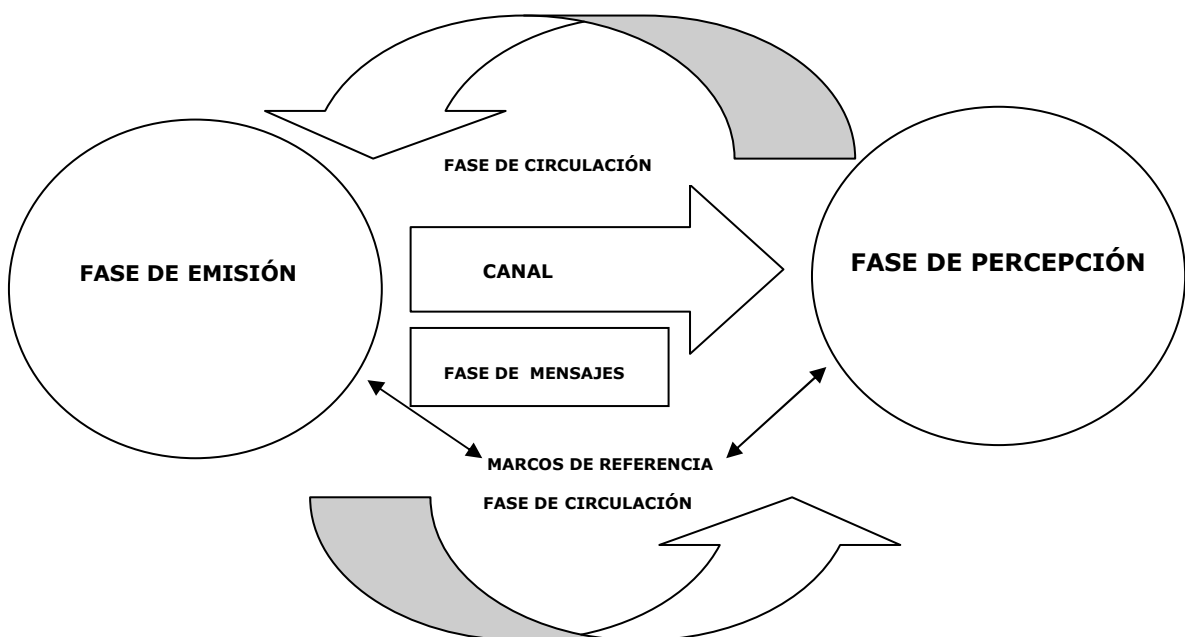 FASE DE CIRCULACIÓN
FASE DE EMISIÓN
CANAL
FASE DE PERCEPCIÓN
FASE DE MENSAJES
MARCOS DE REFERENCIA
FASE DE CIRCULACIÓN